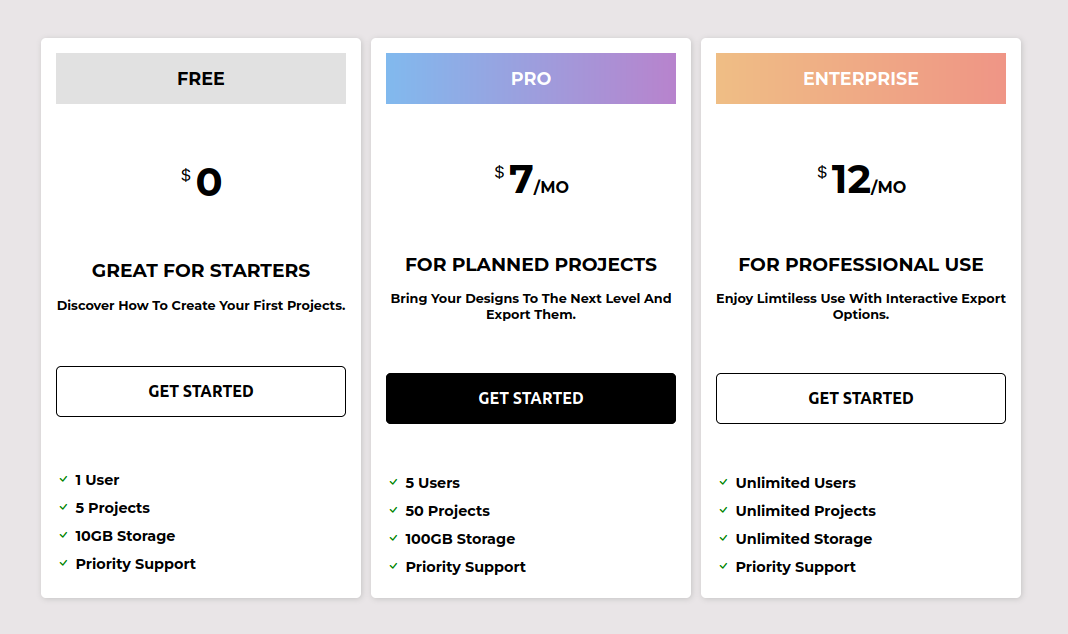 FREE
$ 0
GREAT FOR STARTERS
Discover How To Create Your First Projects.
GET STARTED
1 User
5 Projects
10GB Storage
Priority Support
PRO
$ 7/MO
FOR PLANNED PROJECTS
Bring Your Designs To The Next Level And
Export Them.
GET STARTED
5 Users
50 Projects
100GB Storage
Priority Support
ENTERPRISE
$ 12/MO
FOR PROFESSIONAL USE
Enjoy Limtiless Use With Interactive Export
Options.
GET STARTED
Unlimited Users
Unlimited Projects
Unlimited Storage
Priority Support